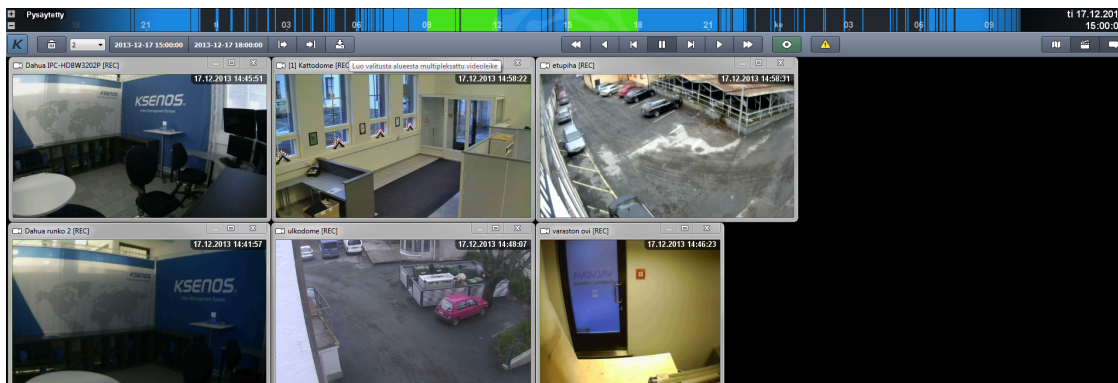 Pysäytetty
18 21 ti 03 06 09 12 15 18 21 ke 03 06 09
ti 17.12.201
15:00:0
K 2 2013-12-17 15:00:00 2013-12-17 18:00:00
Dahua IPC-HDBW3202P [REC]
17.12.2013 14:45:51
KSENOS
KSENOS
[1] Kattodome [REC]
Luo valitusta alueesta multipleksattu videoleike
17.12.2013 14:58:22
etupiha [REC]
17.12.2013 14:58:31
Dahua runko 2 [REC]
17.12.2013 14:41:57
KSENOS
KSENOS
ulkodome [REC]
17.12.2013 14:48:07
varaston ovi [REC]
17.12.2013 14:46:23